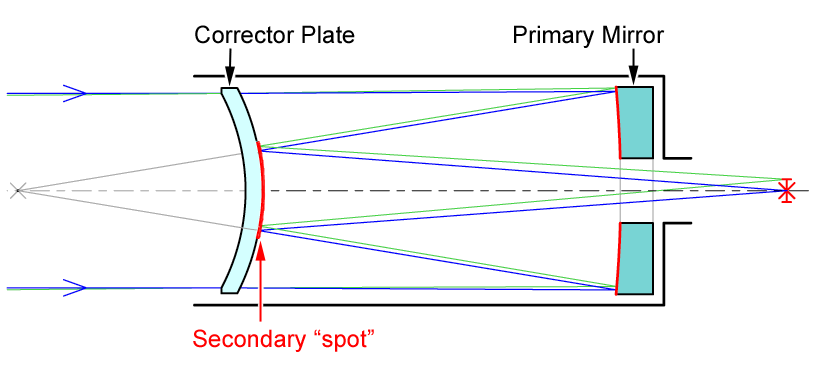 Corrector Plate
Primary Mirror
Secondary “spot”